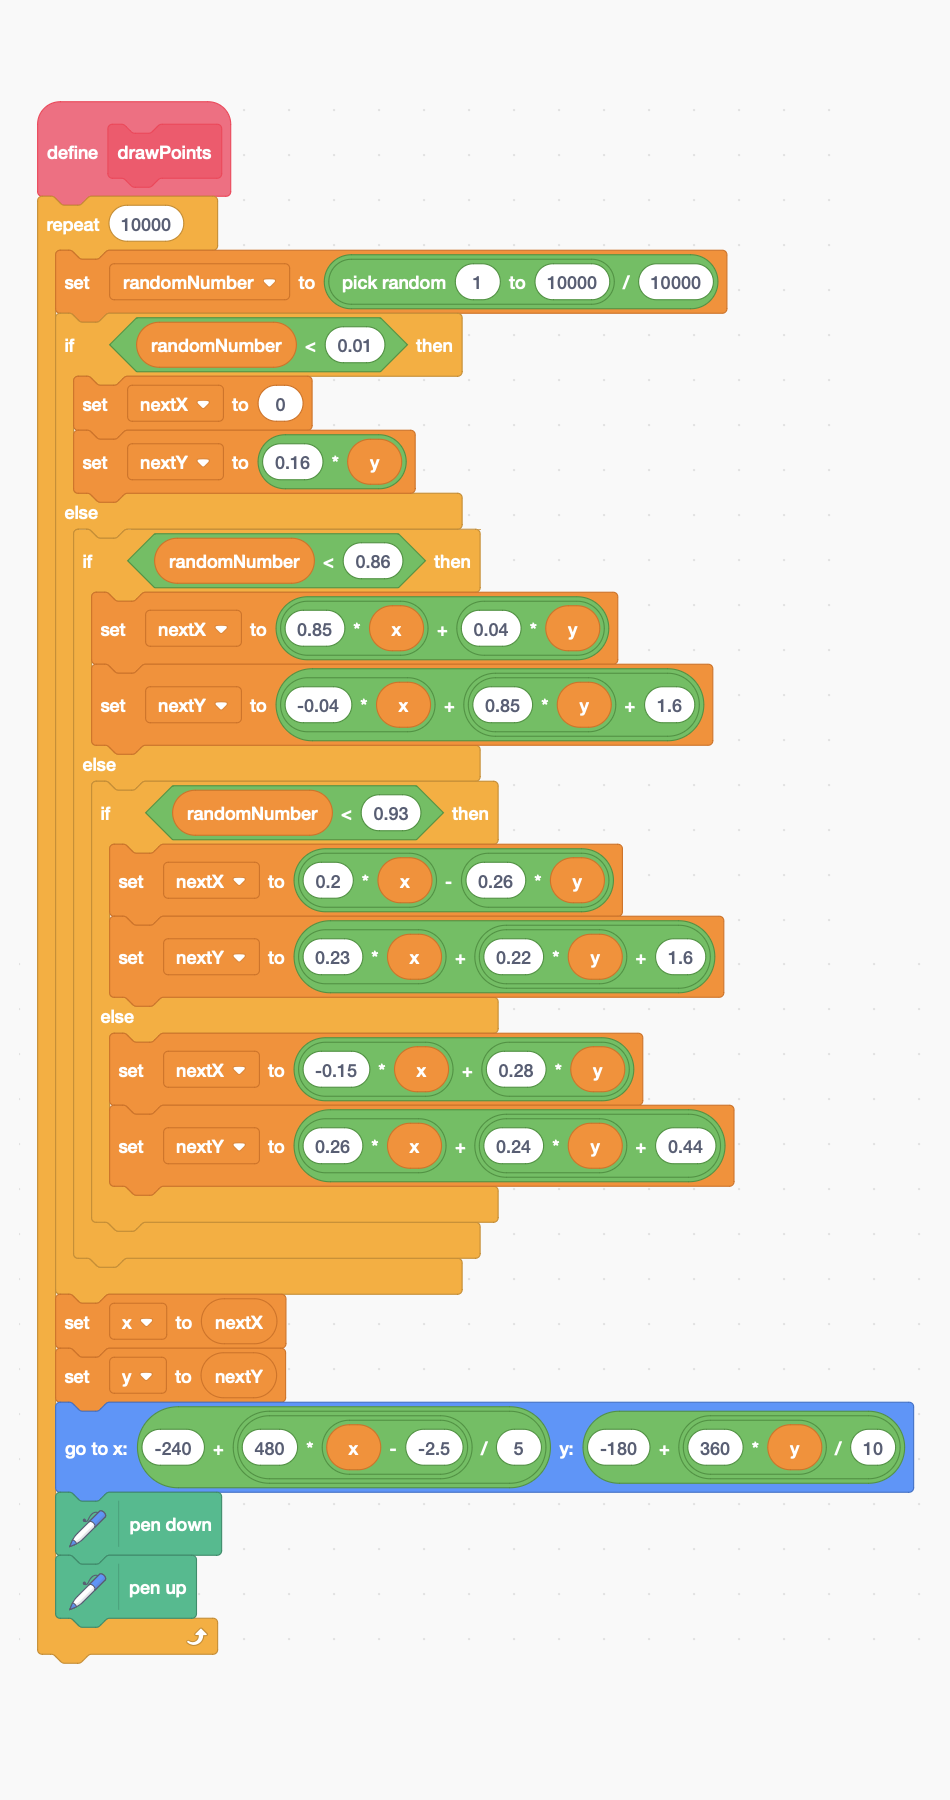 define drawPoints
repeat 10000
set randomNumber to pick random 1 to 10000 / 10000
if randomNumber < 0.01 then
set nextX to 0
set nextY to 0.16 * y
else
if randomNumber < 0.86 then
set nextX to 0.85 * x + 0.04 * y
set nextY to -0.04 * x + 0.85 * y + 1.6
else
if randomNumber < 0.93 then
set nextX to 0.2 * x - 0.26 * y
set nextY to 0.23 * x + 0.22 * y + 1.6
else
set nextX to -0.15 * x + 0.28 * y
set nextY to 0.26 * x + 0.24 * y + 0.44
set x to nextX
set y to nextY
go to x: -240 + 480 * x - -2.5 / 5 y: -180 + 360 * y / 10
pen down
pen up